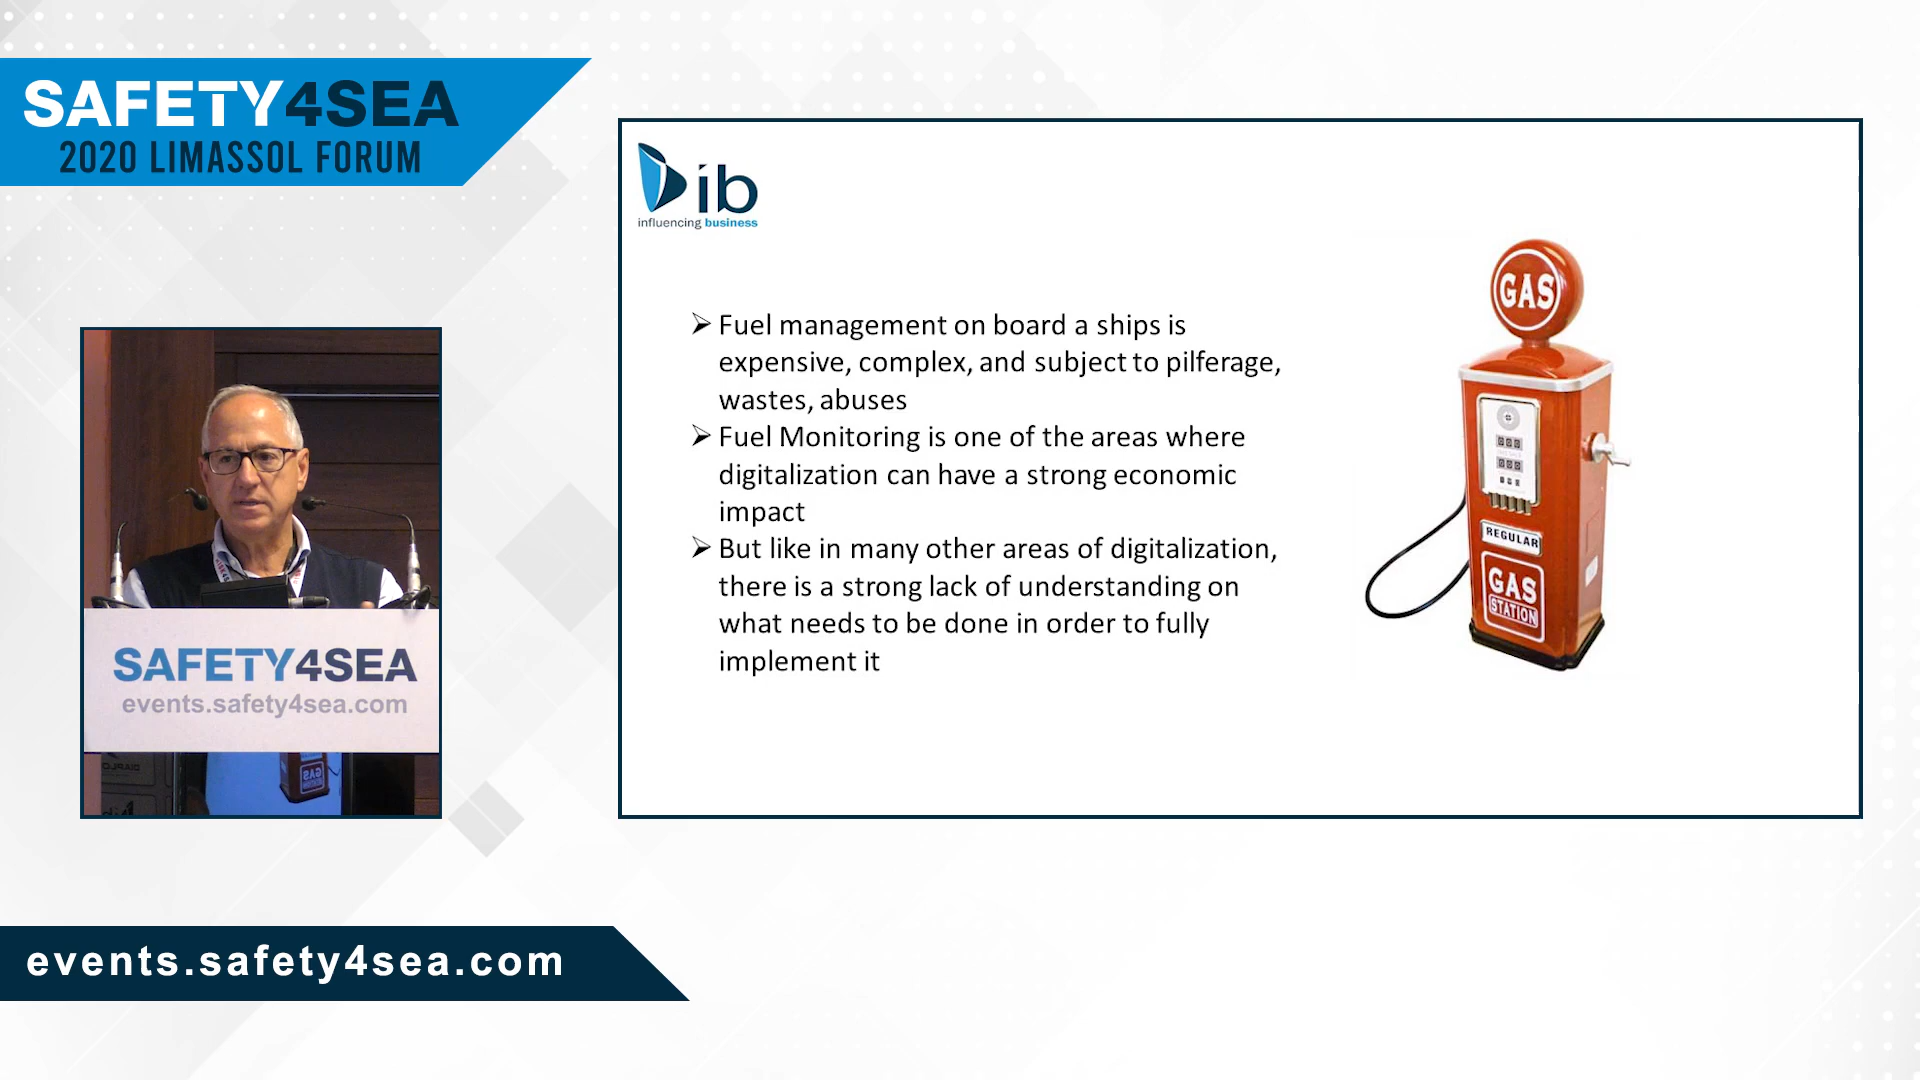 SAFETY4SEA
2020 LIMASSOL FORUM
ib
influencing business
➢ Fuel management on board a ships is
expensive, complex, and subject to pilferage,
wastes, abuses
➢ Fuel Monitoring is one of the areas where
digitalization can have a strong economic
impact
➢ But like in many other areas of digitalization,
there is a strong lack of understanding on
what needs to be done in order to fully
implement it
GAS
REGULAR
GAS
STATION
SAFETY4SEA
events.safety4sea.com
GAS
events.safety4sea.com